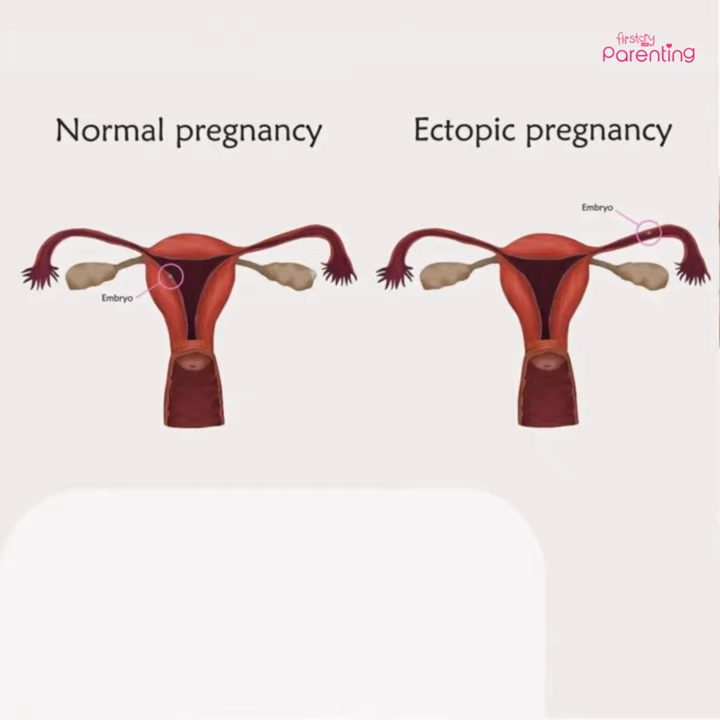 firstcry
Parenting
Normal pregnancy
Ectopic pregnancy
Embryo
Embryo